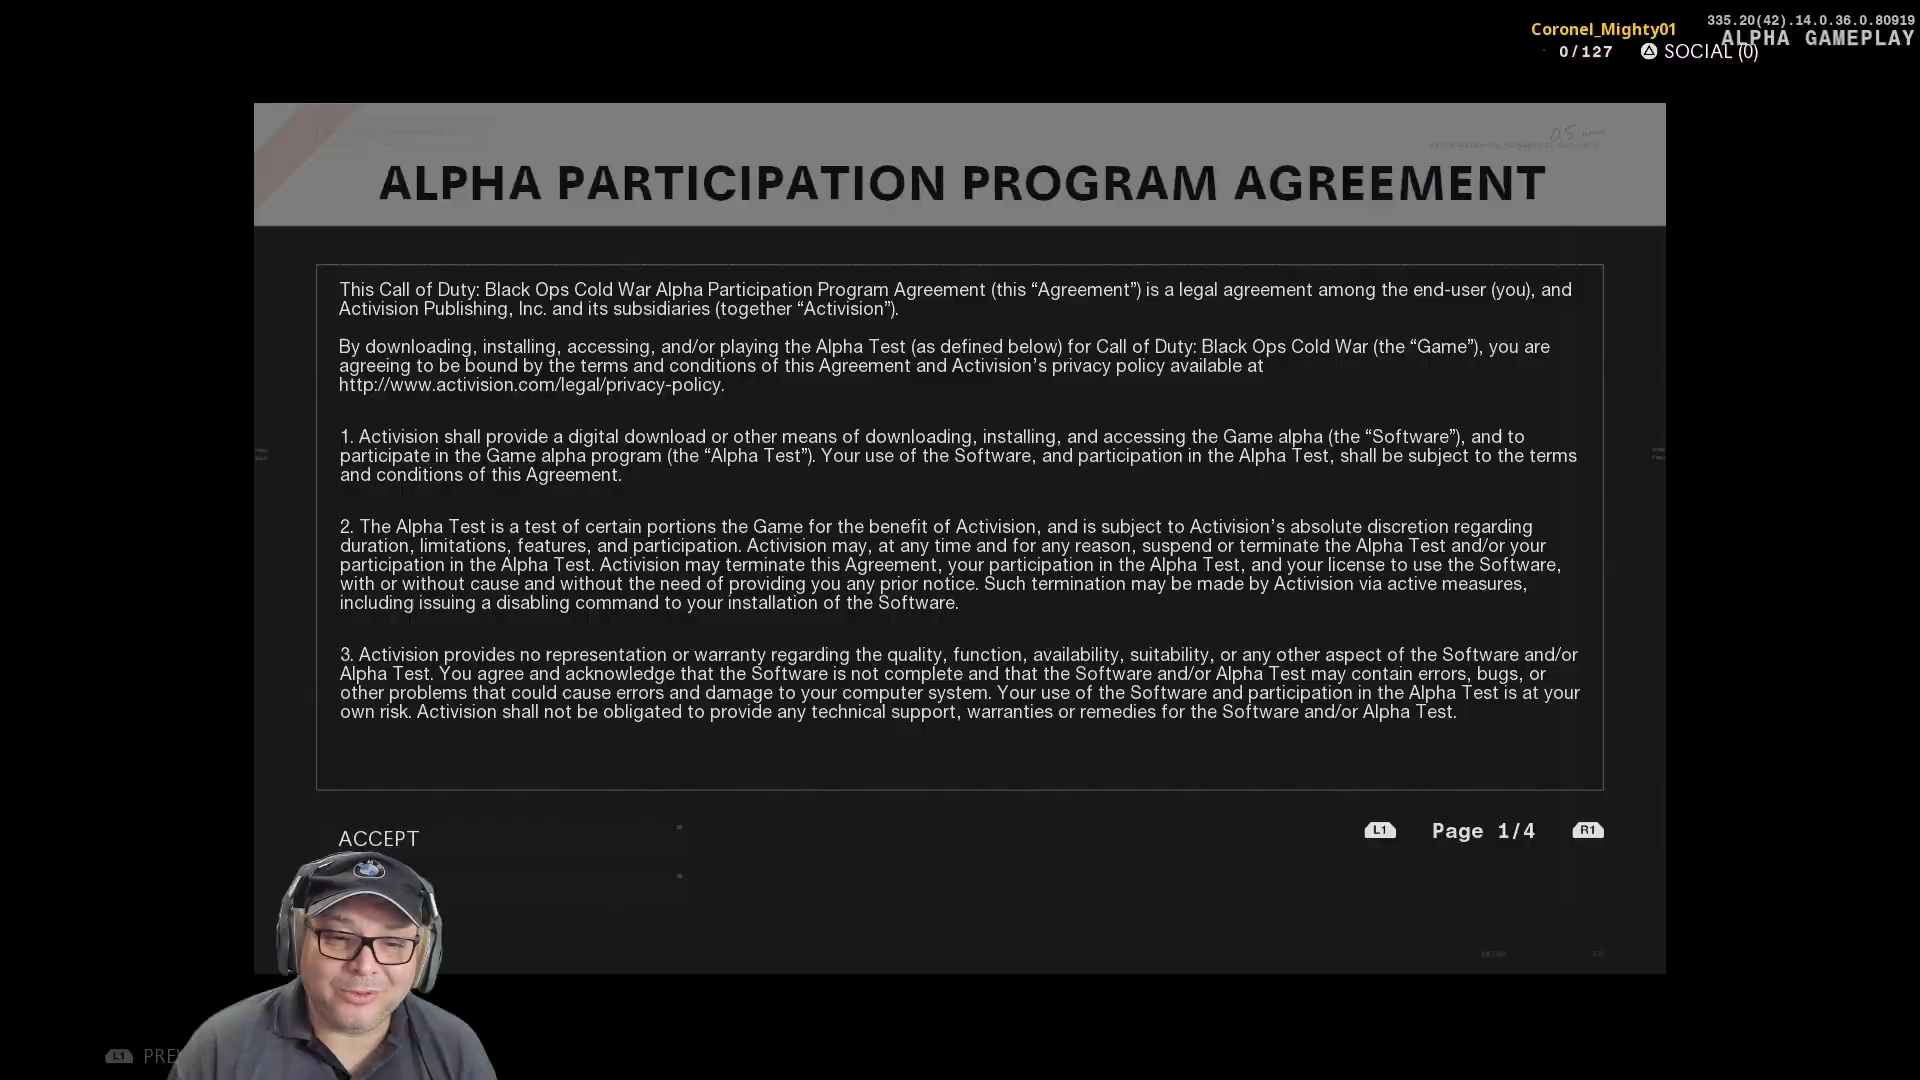 335.20(42).14.0.36.0.80919
Coronel_Mighty01
ALPHA GAMEPLAY
0/127 SOCIAL (0)
ALPHA PARTICIPATION PROGRAM AGREEMENT
This Call of Duty: Black Ops Cold War Alpha Participation Program Agreement (this “Agreement”) is a legal agreement among the end-user (you), and
Activision Publishing, Inc. and its subsidiaries (together “Activision”).
By downloading, installing, accessing, and/or playing the Alpha Test (as defined below) for Call of Duty: Black Ops Cold War (the “Game”), you are
agreeing to be bound by the terms and conditions of this Agreement and Activision’s privacy policy available at
http://www.activision.com/legal/privacy-policy.
1. Activision shall provide a digital download or other means of downloading, installing, and accessing the Game alpha (the “Software”), and to
participate in the Game alpha program (the “Alpha Test”). Your use of the Software, and participation in the Alpha Test, shall be subject to the terms
and conditions of this Agreement.
2. The Alpha Test is a test of certain portions the Game for the benefit of Activision, and is subject to Activision’s absolute discretion regarding
duration, limitations, features, and participation. Activision may, at any time and for any reason, suspend or terminate the Alpha Test and/or your
participation in the Alpha Test. Activision may terminate this Agreement, your participation in the Alpha Test, and your license to use the Software,
with or without cause and without the need of providing you any prior notice. Such termination may be made by Activision via active measures,
including issuing a disabling command to your installation of the Software.
3. Activision provides no representation or warranty regarding the quality, function, availability, suitability, or any other aspect of the Software and/or
Alpha Test. You agree and acknowledge that the Software is not complete and that the Software and/or Alpha Test may contain errors, bugs, or
other problems that could cause errors and damage to your computer system. Your use of the Software and participation in the Alpha Test is at your
own risk. Activision shall not be obligated to provide any technical support, warranties or remedies for the Software and/or Alpha Test.
L1 Page 1/4 R1
ACCEPT
L1 PREV